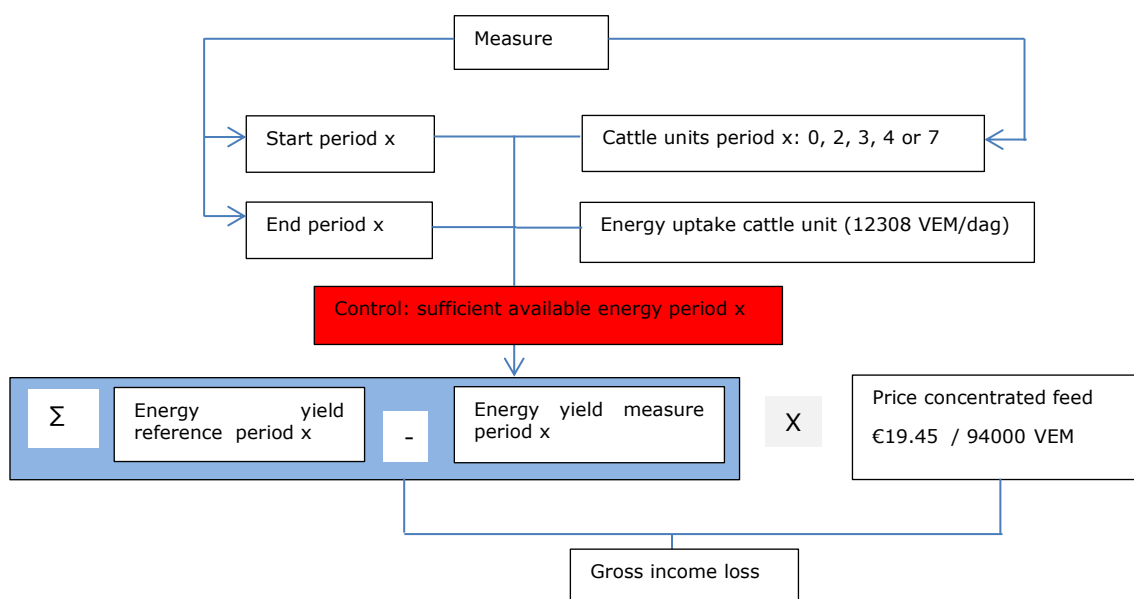 Measure
Start period x
Cattle units period x: 0, 2, 3, 4 or 7
End period x
Energy uptake cattle unit (12308 VEM/dag)
Control: sufficient available energy period x
Σ
Energy yield
reference period x
-
Energy yield measure
period x
X
Price concentrated feed
€19.45 / 94000 VEM
Gross income loss